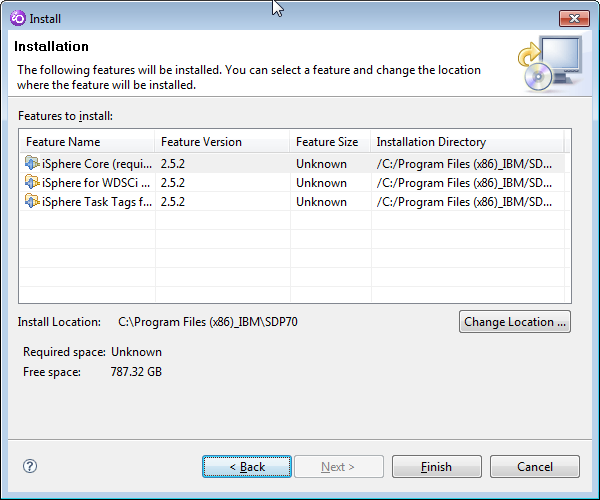 Install
Installation
The following features will be installed. You can select a feature and change the location
where the feature will be installed.
Features to install:
Feature Name Feature Version Feature Size Installation Directory
iSphere Core (requi... 2.5.2 Unknown /C:/Program Files (x86)_IBM/SD...
iSphere for WDSCi ... 2.5.2 Unknown /C:/Program Files (x86)_IBM/SD...
iSphere Task Tags f... 2.5.2 Unknown /C:/Program Files (x86)_IBM/SD...
Install Location: C:\Program Files (x86)_IBM\SDP70 Change Location ...
Required space: Unknown
Free space: 787.32 GB
? < Back Next > Finish Cancel